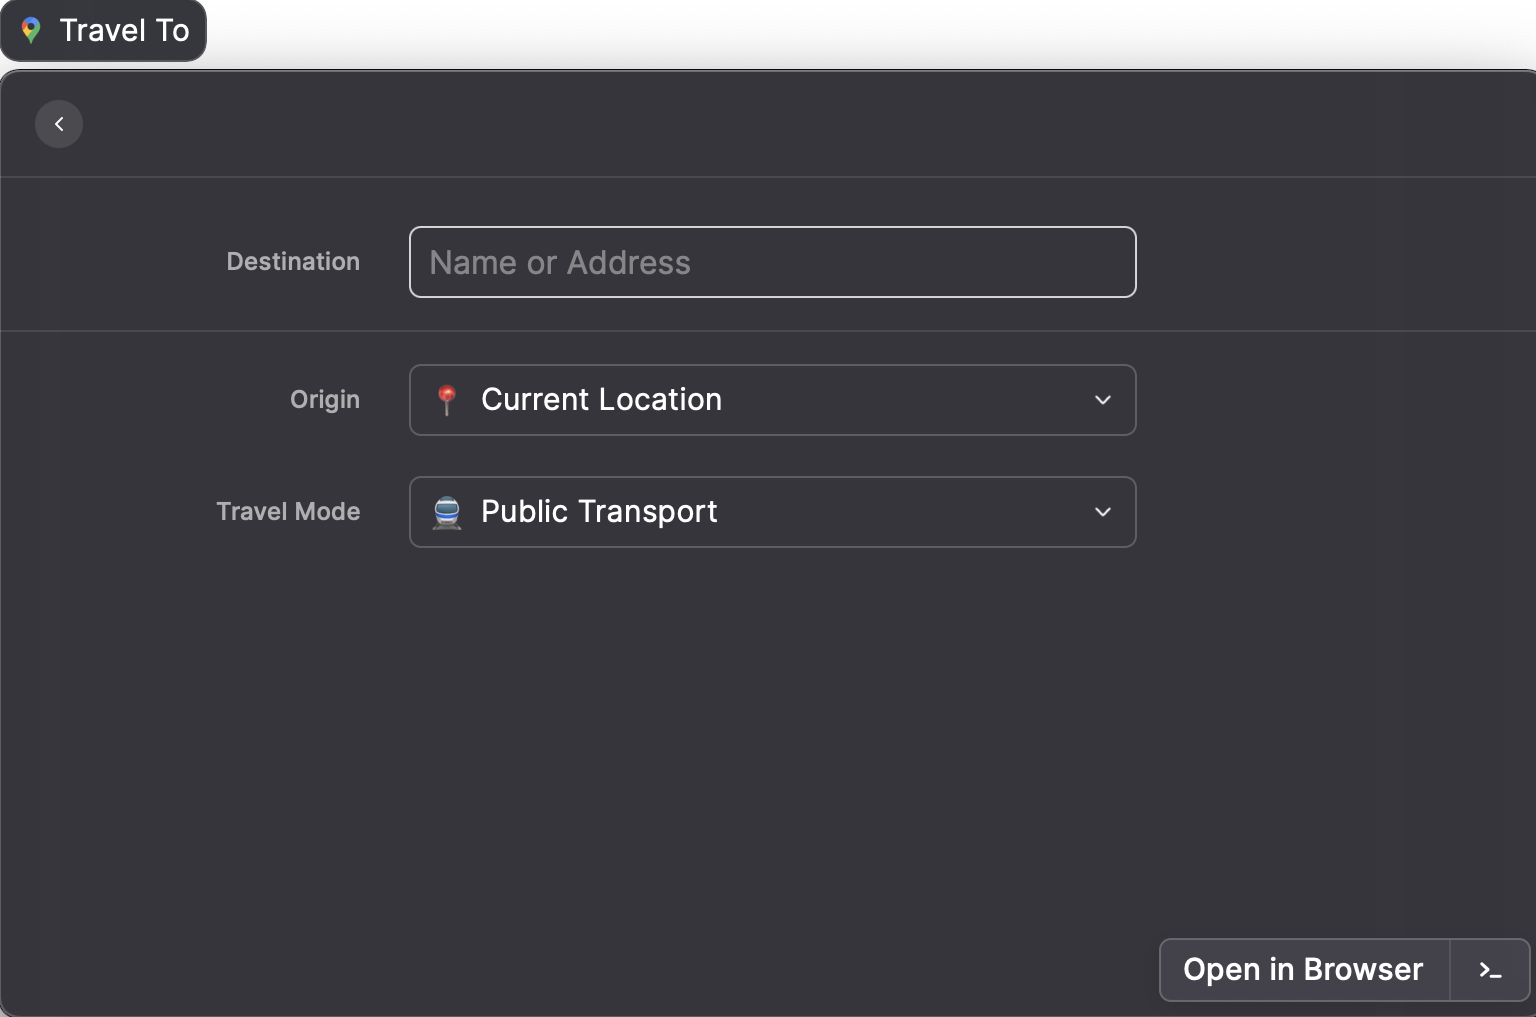 Travel To
Destination
Name or Address
Origin
Current Location
Travel Mode
Public Transport
Open in Browser